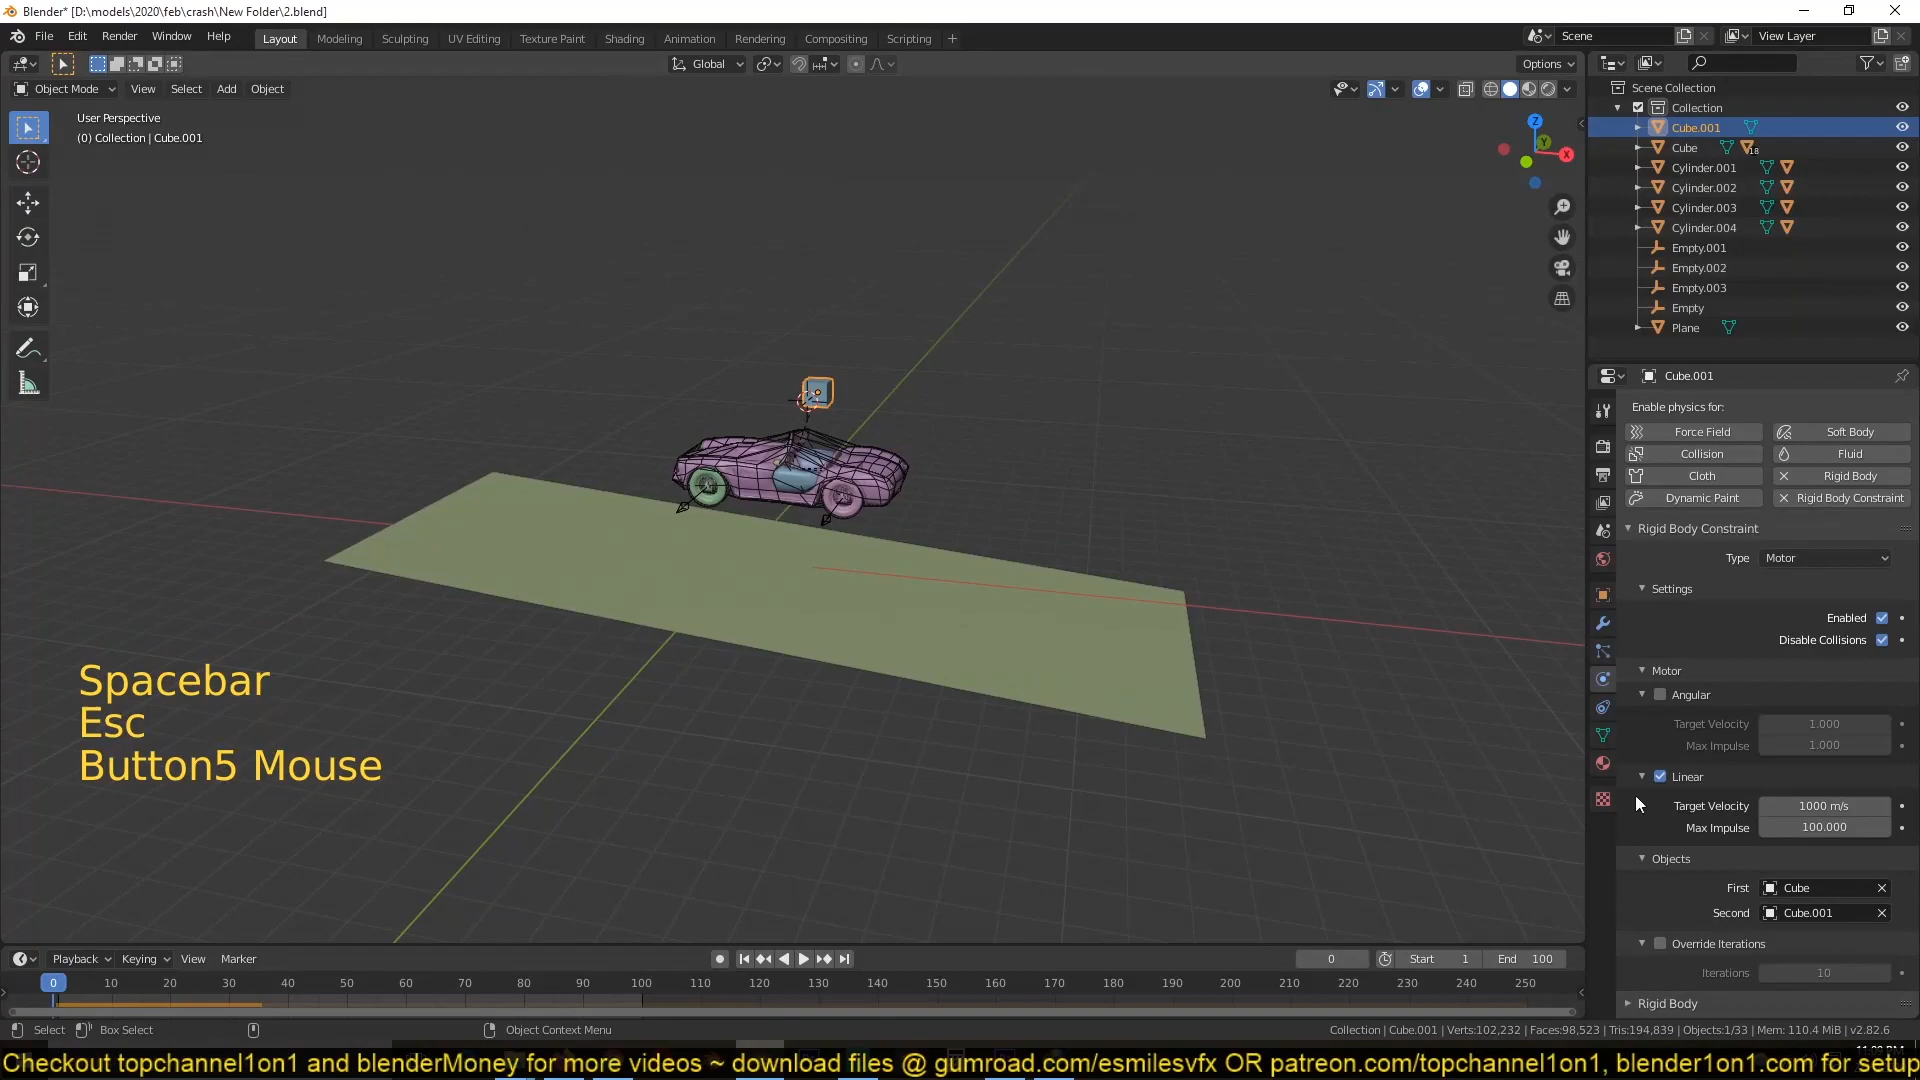 Blender* [D:\models\2020\feb\crash\New Folder\2.blend]
File Edit Render Window Help Layout Modeling Sculpting UV Editing Texture Paint Shading Animation Rendering Compositing Scripting + Scene View Layer
Global Options
Object Mode View Select Add Object
User Perspective
(0) Collection | Cube.001
Z
Y
X
Scene Collection
Collection
Cube.001
Cube 18
Cylinder.001
Cylinder.002
Cylinder.003
Cylinder.004
Empty.001
Empty.002
Empty.003
Empty
Plane
Cube.001
Enable physics for:
Force Field Soft Body
Collision Fluid
Cloth Rigid Body
Dynamic Paint Rigid Body Constraint
Rigid Body Constraint
Type Motor
Settings
Enabled
Disable Collisions
Motor
Angular
Target Velocity 1.000
Max Impulse 1.000
Linear
Target Velocity 1000 m/s
Max Impulse 100.000
Objects
First Cube
Second Cube.001
Override Iterations
Iterations 10
Rigid Body
Spacebar
Esc
Button5 Mouse
Playback Keying View Marker 0 Start 1 End 100
0 10 20 30 40 50 60 70 80 90 100 110 120 130 140 150 160 170 180 190 200 210 220 230 240 250
Select Box Select Object Context Menu Collection | Cube.001 | Verts:102,232 | Faces:98,523 | Tris:194,839 | Objects:1/33 | Mem: 110.4 MiB | v2.82.6
Checkout topchannel1on1 and blenderMoney for more videos ~ download files @ gumroad.com/esmilesvfx OR patreon.com/topchannel1on1, blender1on1.com for setup